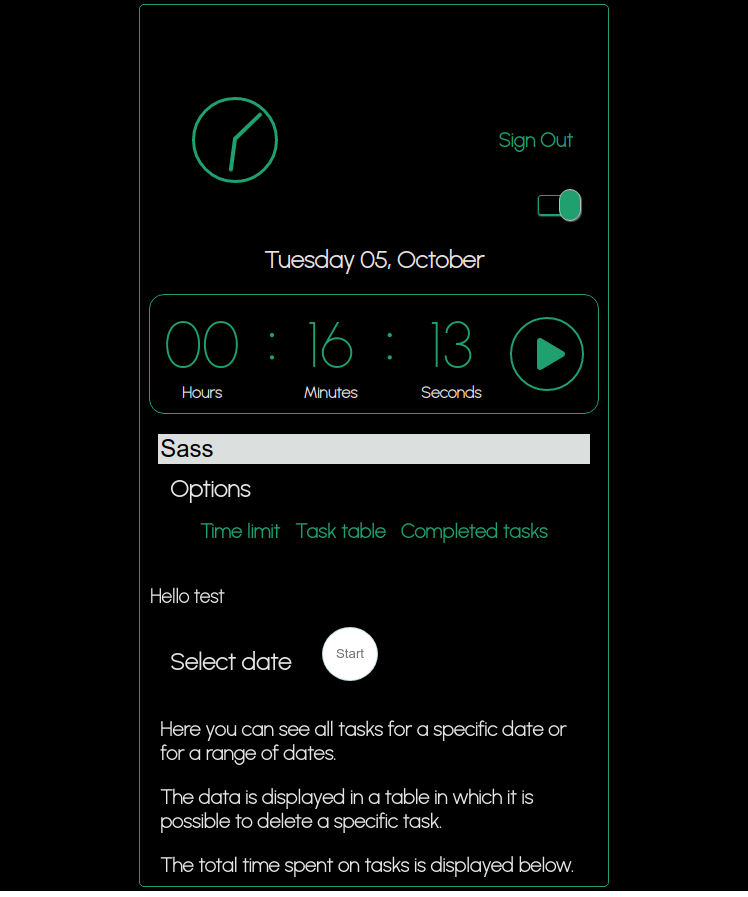 Sign Out
Tuesday 05, October
00 : 16 : 13
Hours Minutes Seconds
Sass
Options
Time limit Task table Completed tasks
Hello test
Select date Start
Here you can see all tasks for a specific date or
for a range of dates.
The data is displayed in a table in which it is
possible to delete a specific task.
The total time spent on tasks is displayed below.